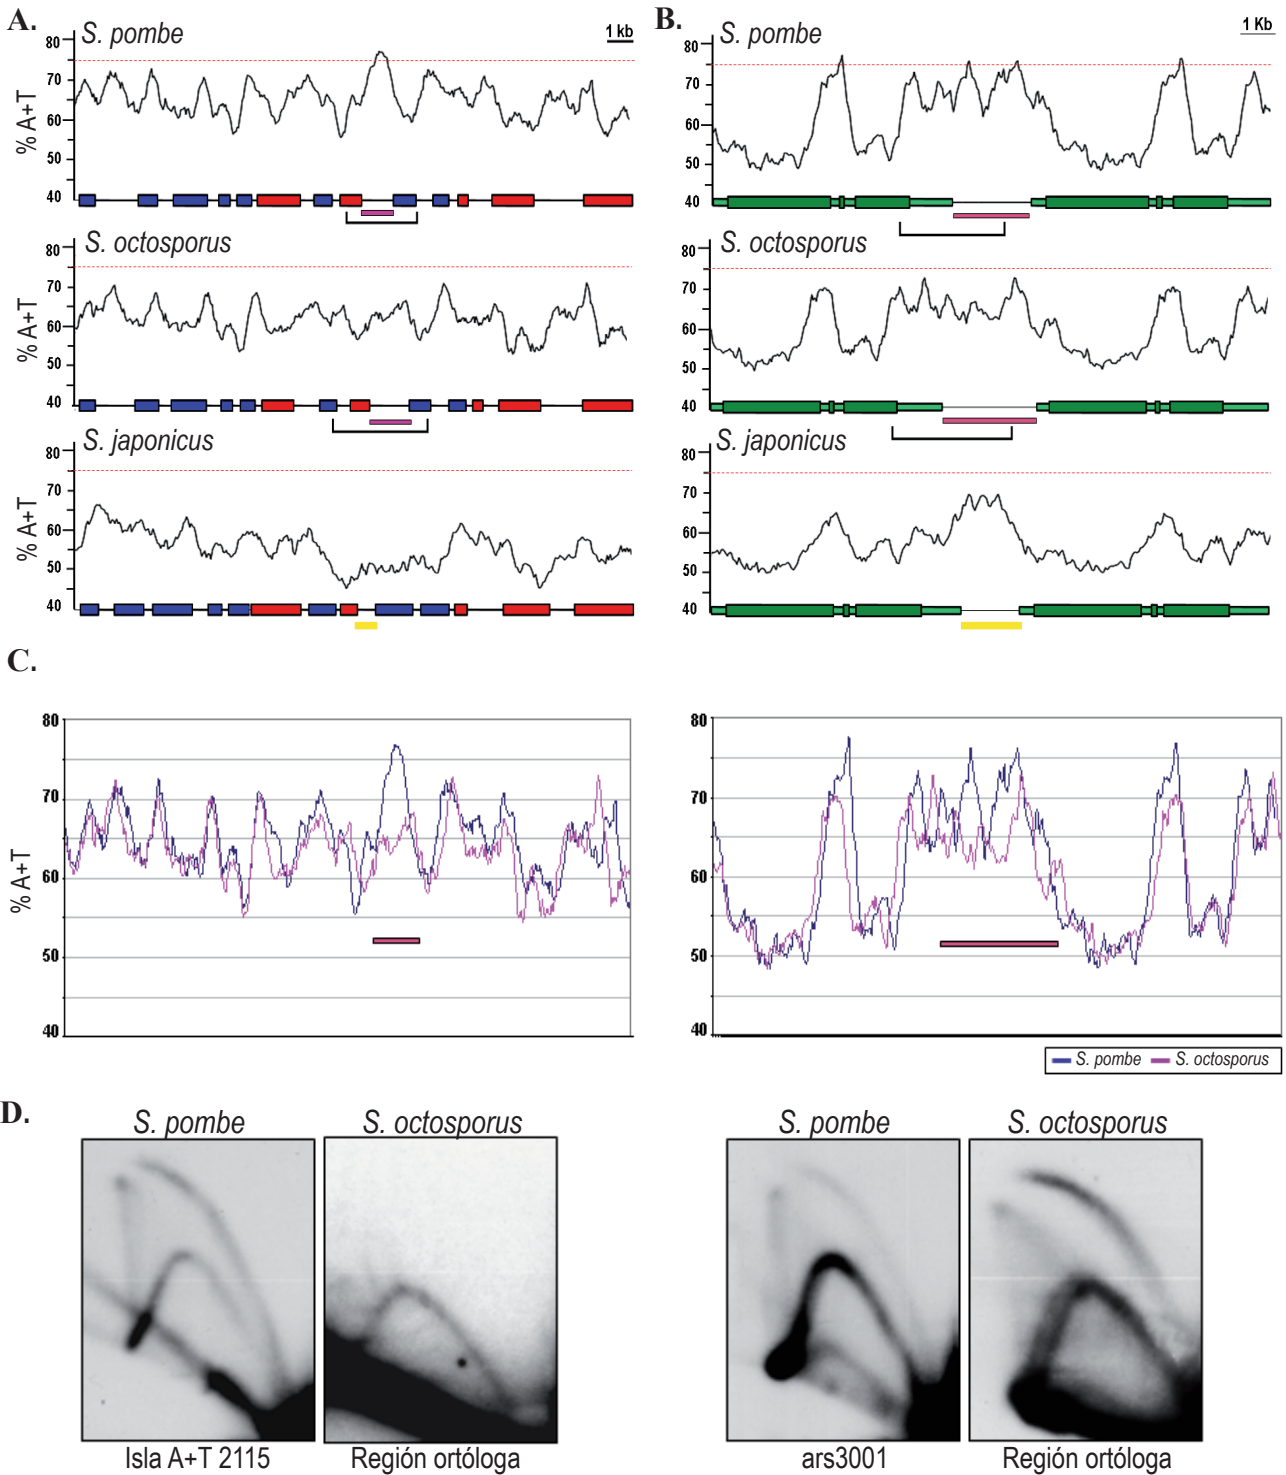 A.
S. pombe
1 kb
80
70
60
50
40
% A+T
S. octosporus
80
70
60
50
40
% A+T
S. japonicus
80
70
60
50
40
% A+T
B.
S. pombe
1 Kb
80
70
60
50
40
S. octosporus
80
70
60
50
40
S. japonicus
80
70
60
50
40
C.
80
70
60
50
40
% A+T
80
70
60
50
40
S. pombe S. octosporus
D.
S. pombe
S. octosporus
S. pombe
S. octosporus
Isla A+T 2115
Región ortóloga
ars3001
Región ortóloga